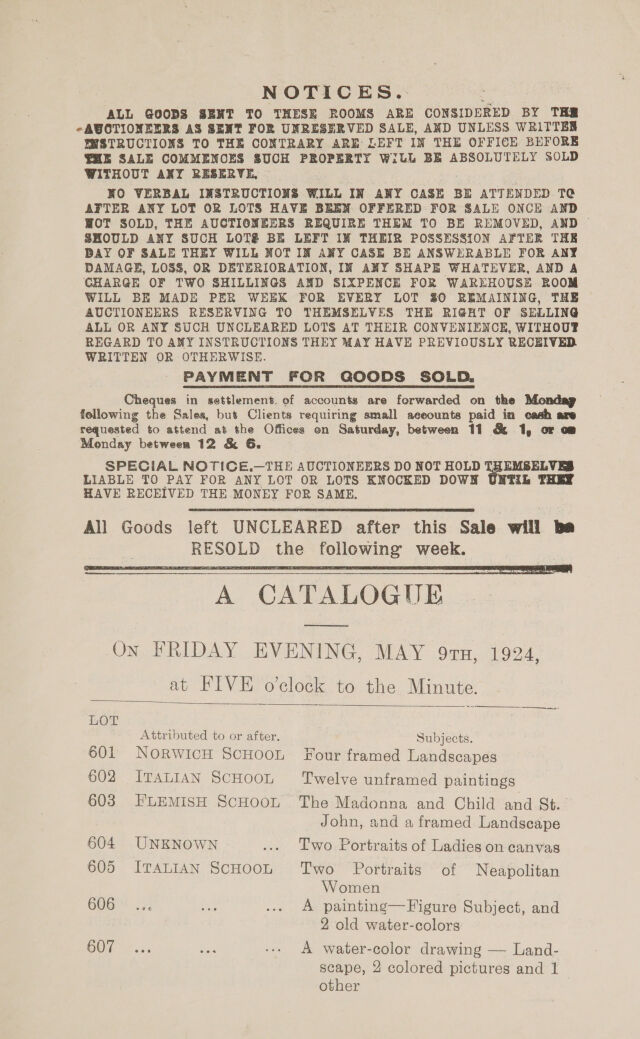 NOTICES.
ALL GOODS SENT TO THESE ROOMS ARE CONSIDERED BY THE
AUCTIONEERS AS SENT FOR UNRESERVED SALE, AND UNLESS WRITTEN
INSTRUCTIONS TO THE CONTRARY ARE LEFT IN THE OFFICE BEFORE
THE SALE COMMENCES SUCH PROPERTY WILL BE ABSOLUTELY SOLD
WITHOUT ANY RESERVE.
NO VERBAL INSTRUCTIONS WILL IN ANY CASE BE ATTENDED TO
AFTER ANY LOT OR LOTS HAVE BEEN OFFERED FOR SALE ONCE AND
NOT SOLD, THE AUCTIONEERS REQUIRE THEM TO BE REMOVED, AND
SHOULD ANY SUCH LOTS BE LEFT IN THEIR POSSESSION AFTER THE
DAY OF SALE THEY WILL NOT IN ANY CASE BE ANSWERABLE FOR ANY
DAMAGE, LOSS, OR DETERIORATION, IN ANY SHAPE WHATEVER, AND A
CHARGE OF TWO SHILLINGS AND SIXPENCE FOR WAREHOUSE ROOM
WILL BE MADE PER WEEK FOR EVERY LOT SO REMAINING, THE
AUCTIONEERS RESERVING TO THEMSELVES THE RIGHT OF SELLING
ALL OR ANY SUCH UNCLEARED LOTS AT THEIR CONVENIENCE, WITHOUT
REGARD TO ANY INSTRUCTIONS THEY MAY HAVE PREVIOUSLY RECEIVED
WRITTEN OR OTHERWISE.
PAYMENT FOR GOODS SOLD.
Cheques in settlement of accounts are forwarded on the Monday
following the Sales, but Clients requiring small accounts paid in cash are
requested to attend at the Offices on Saturday, between 11 & 1, or on
Monday between 12 & 6.
SPECIAL NOTICE.—THE AUCTIONEERS DO NOT HOLD THEMSELVES
LIABLE TO PAY FOR ANY LOT OR LOTS KNOCKED DOWN UNTIL THEY
HAVE RECEIVED THE MONEY FOR SAME.
All Goods left UNCLEARED after this Sale will be
RESOLD the following week.
A CATALOGUE
ON FRIDAY EVENING, MAY 9TH, 1924,
at FIVE o'clock to the Minute.
LOT
Attributed to or after. Subjects.
601 NORWICH SCHOOL Four framed Landscapes
602 ITALIAN SCHOOL Twelve unframed paintings
603 FLEMISH SCHOOL The Madonna and Child and St.
John, and a framed Landscape
604 UNKNOWN ... Two Portraits of Ladies on canvas
605 ITALIAN SCHOOL Two Portraits of Neapolitan
Women
606 ... ... ... A painting—Figure Subject, and
2 old water-colors
607 ... ... ... A water-color drawing — Land-
scape, 2 colored pictures and 1
other